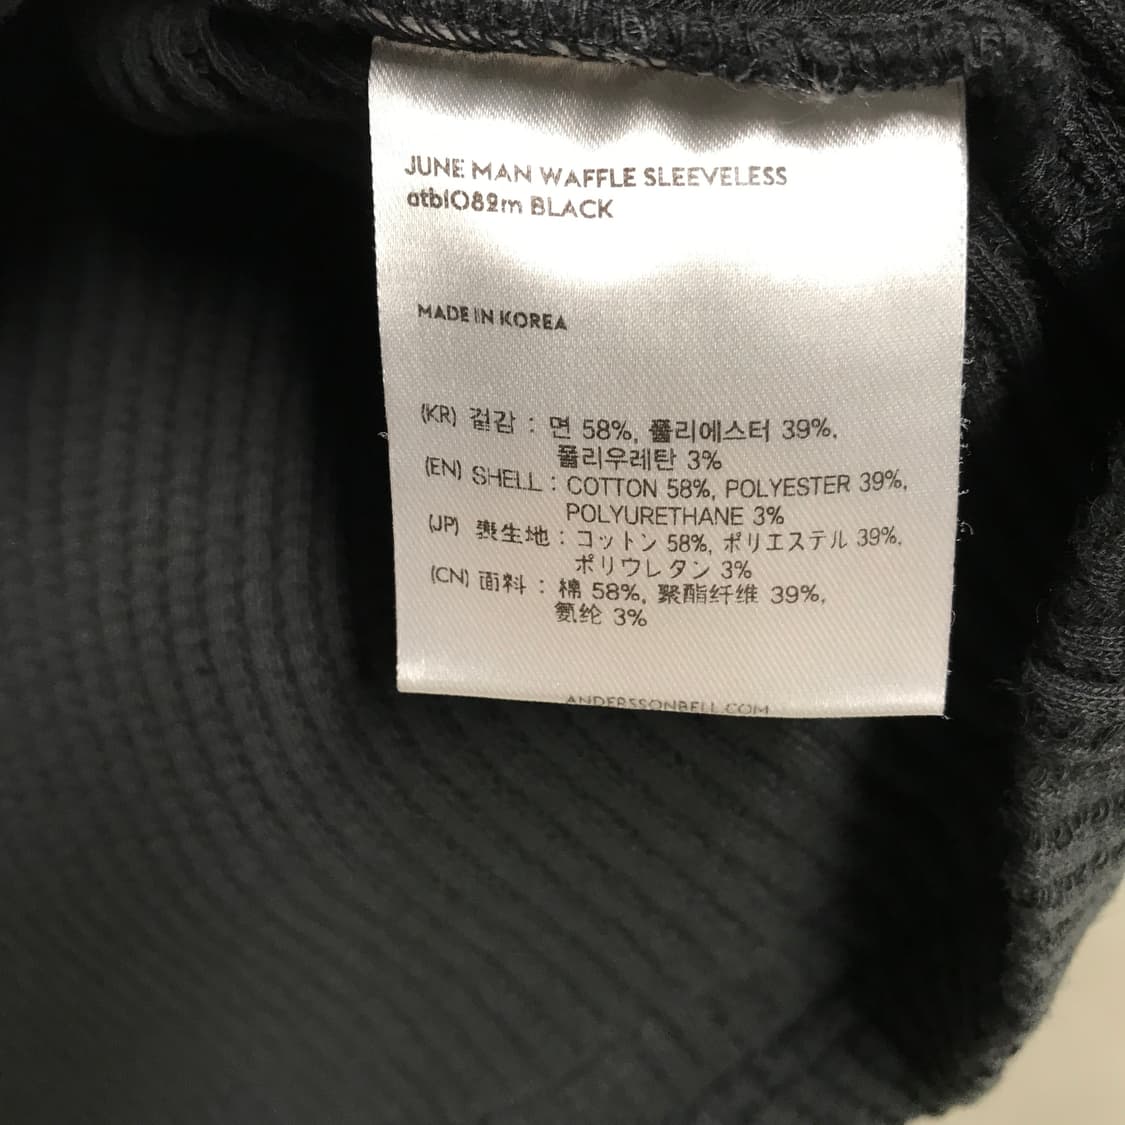 JUNE MAN WAFFLE SLEEVELESS
atb1082m BLACK
MADE IN KOREA
(KR) 겉감 : 면 58%, 폴리에스터 39%,
폴리우레탄 3%
(EN) SHELL : COTTON 58%, POLYESTER 39%,
POLYURETHANE 3%
(JP) 表生地 : コットン 58%, ポリエステル 39%,
ポリウレタン 3%
(CN) 面料 : 棉 58%, 聚酯纤维 39%,
氨纶 3%
ANDERSSONBELL.COM